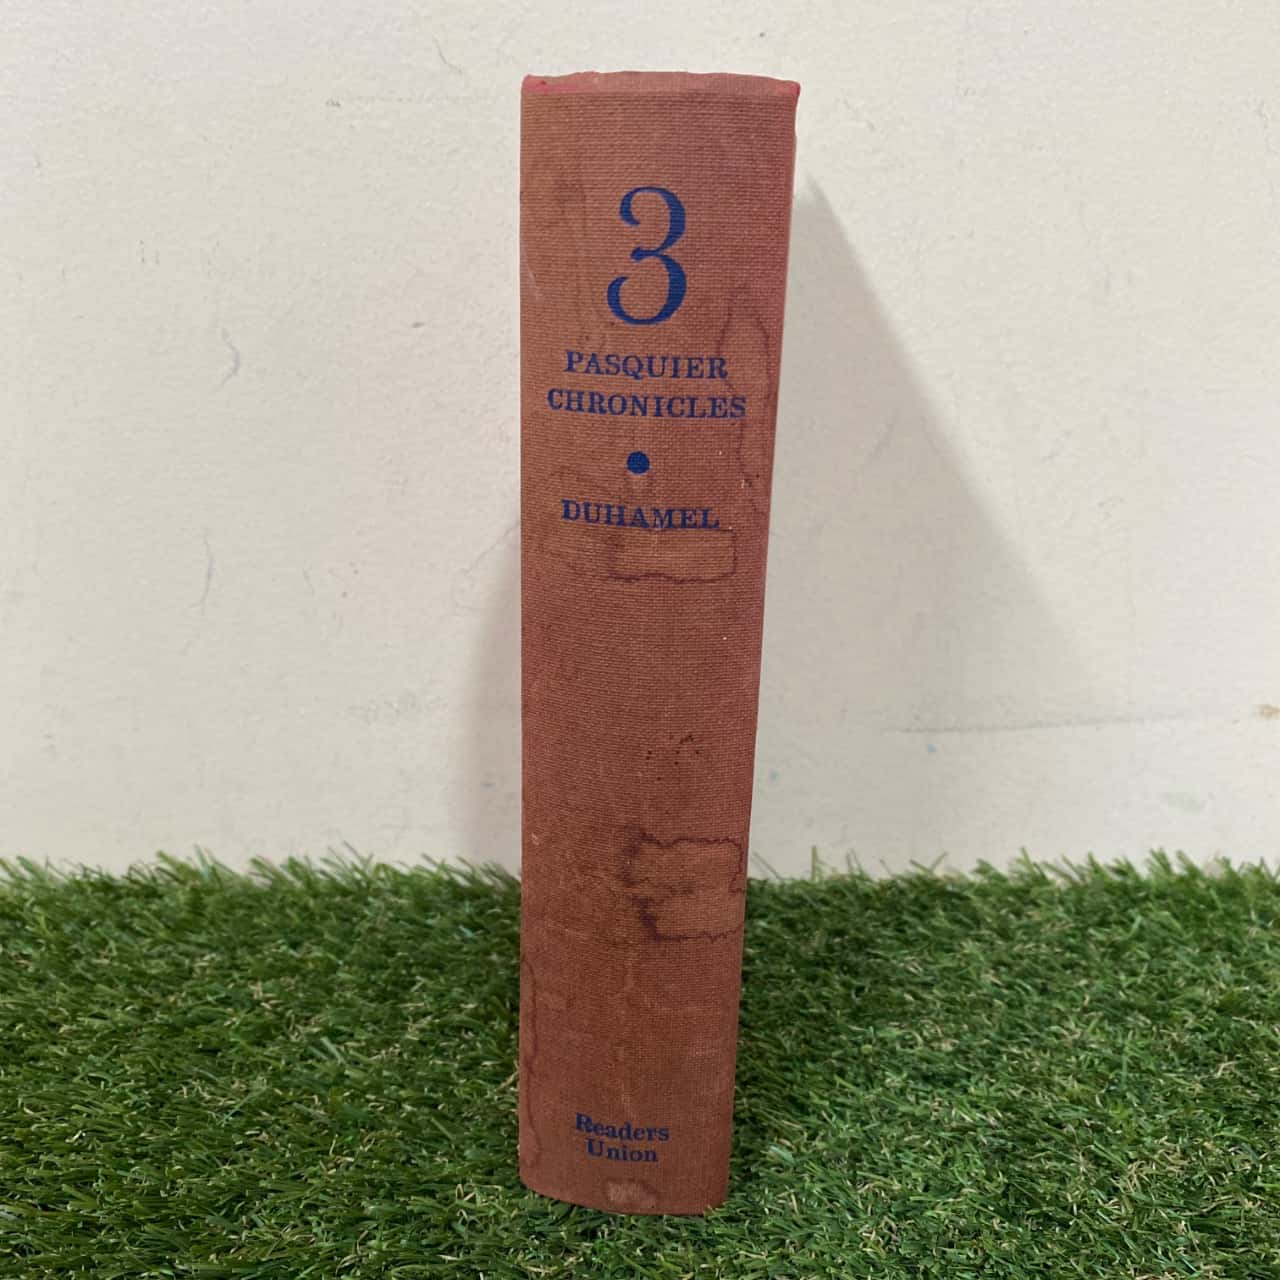 3
PASQUIER
CHRONICLES
•
DUHAMEL
Readers
Union